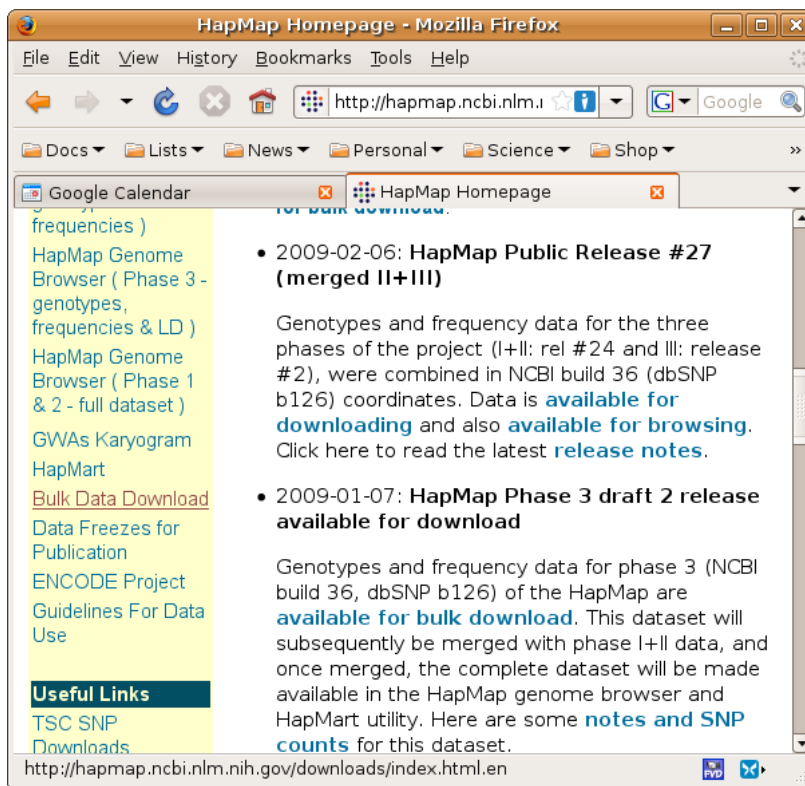 HapMap Homepage - Mozilla Firefox
File Edit View History Bookmarks Tools Help
http://hapmap.ncbi.nlm.
G Google
Docs Lists News Personal Science Shop »
Google Calendar
HapMap Homepage
frequencies )
HapMap Genome
Browser ( Phase 3 -
genotypes,
frequencies & LD )
HapMap Genome
Browser ( Phase 1
& 2 - full dataset )
GWAs Karyogram
HapMart
Bulk Data Download
Data Freezes for
Publication
ENCODE Project
Guidelines For Data
Use
Useful Links
TSC SNP
Downloads
for bulk download.
• 2009-02-06: HapMap Public Release #27
(merged II+III)
Genotypes and frequency data for the three
phases of the project (I+II: rel #24 and III: release
#2), were combined in NCBI build 36 (dbSNP
b126) coordinates. Data is available for
downloading and also available for browsing.
Click here to read the latest release notes.
• 2009-01-07: HapMap Phase 3 draft 2 release
available for download
Genotypes and frequency data for phase 3 (NCBI
build 36, dbSNP b126) of the HapMap are
available for bulk download. This dataset will
subsequently be merged with phase I+II data, and
once merged, the complete dataset will be made
available in the HapMap genome browser and
HapMart utility. Here are some notes and SNP
counts for this dataset.
http://hapmap.ncbi.nlm.nih.gov/downloads/index.html.en
FVD